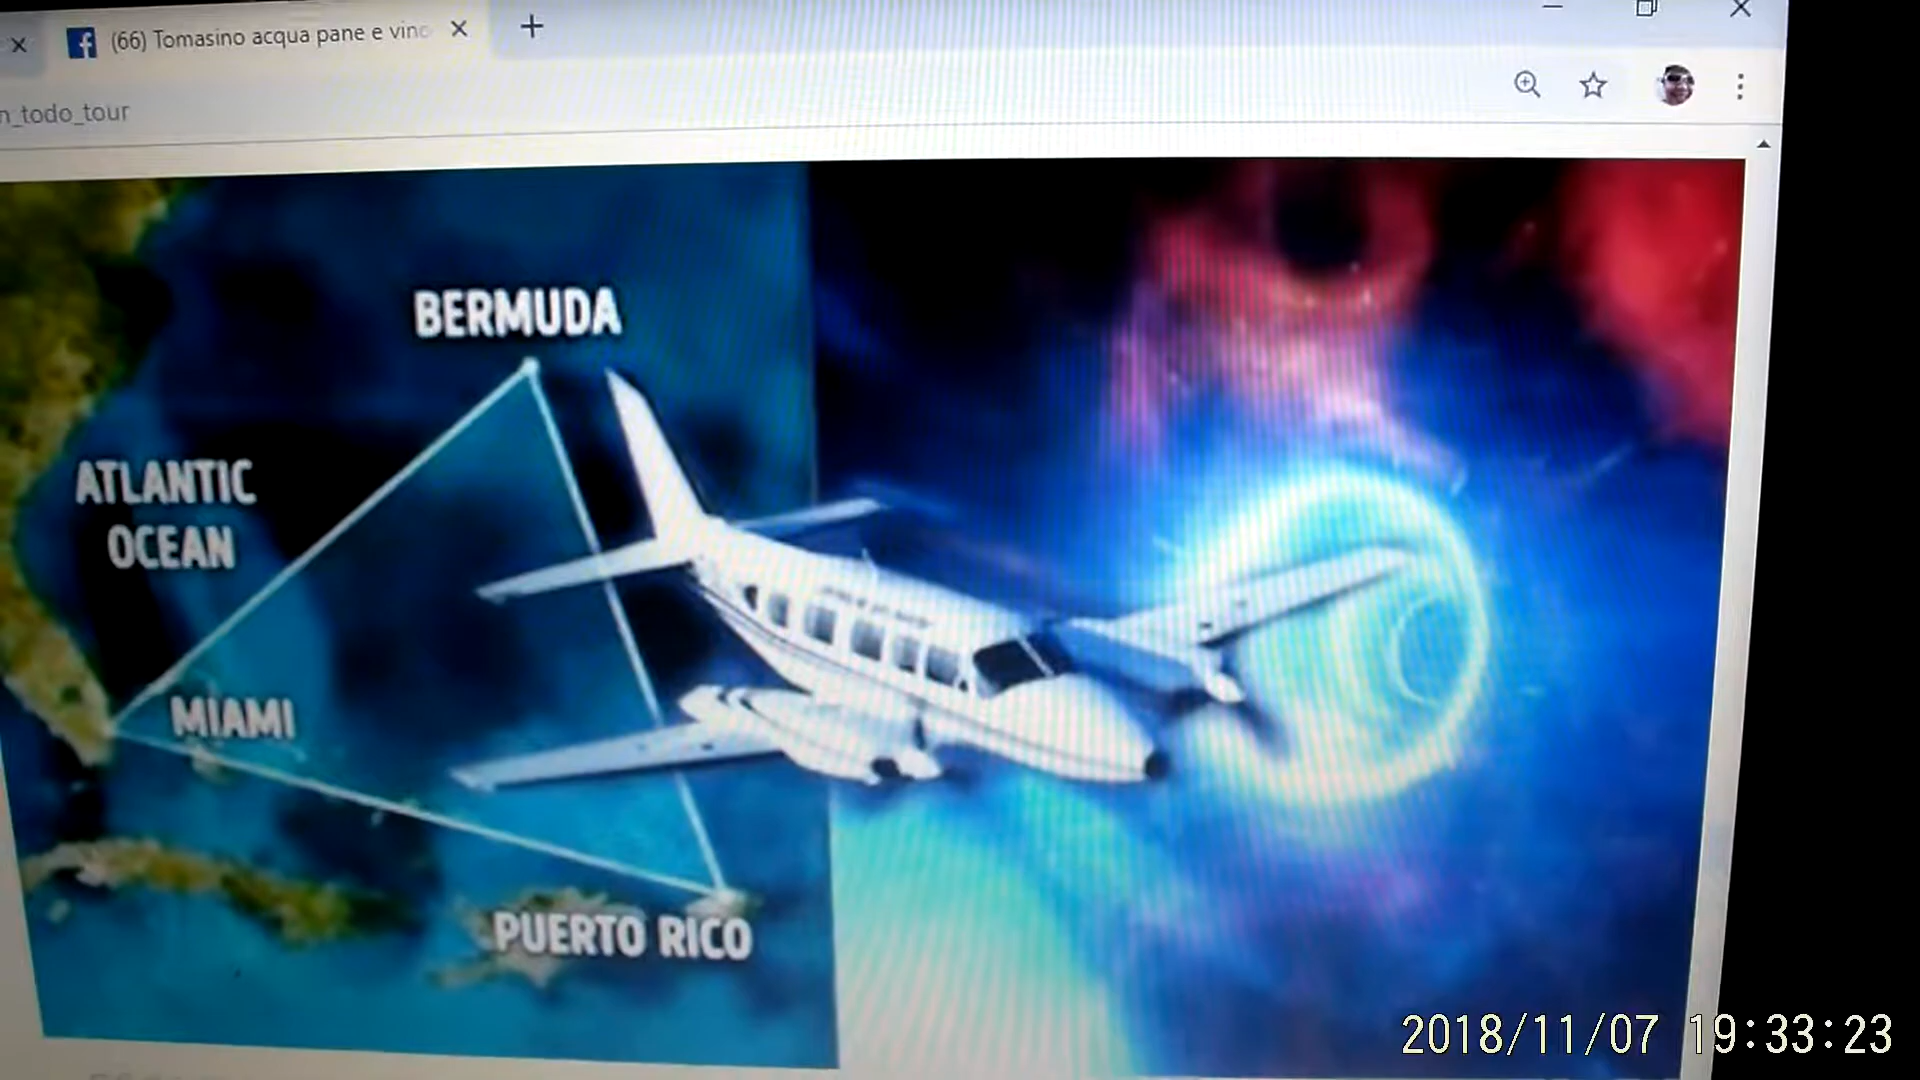 (66) Tomasino acqua pane e vino
n_todo_tour
BERMUDA
ATLANTIC
OCEAN
MIAMI
PUERTO RICO
2018/11/07 19:33:23